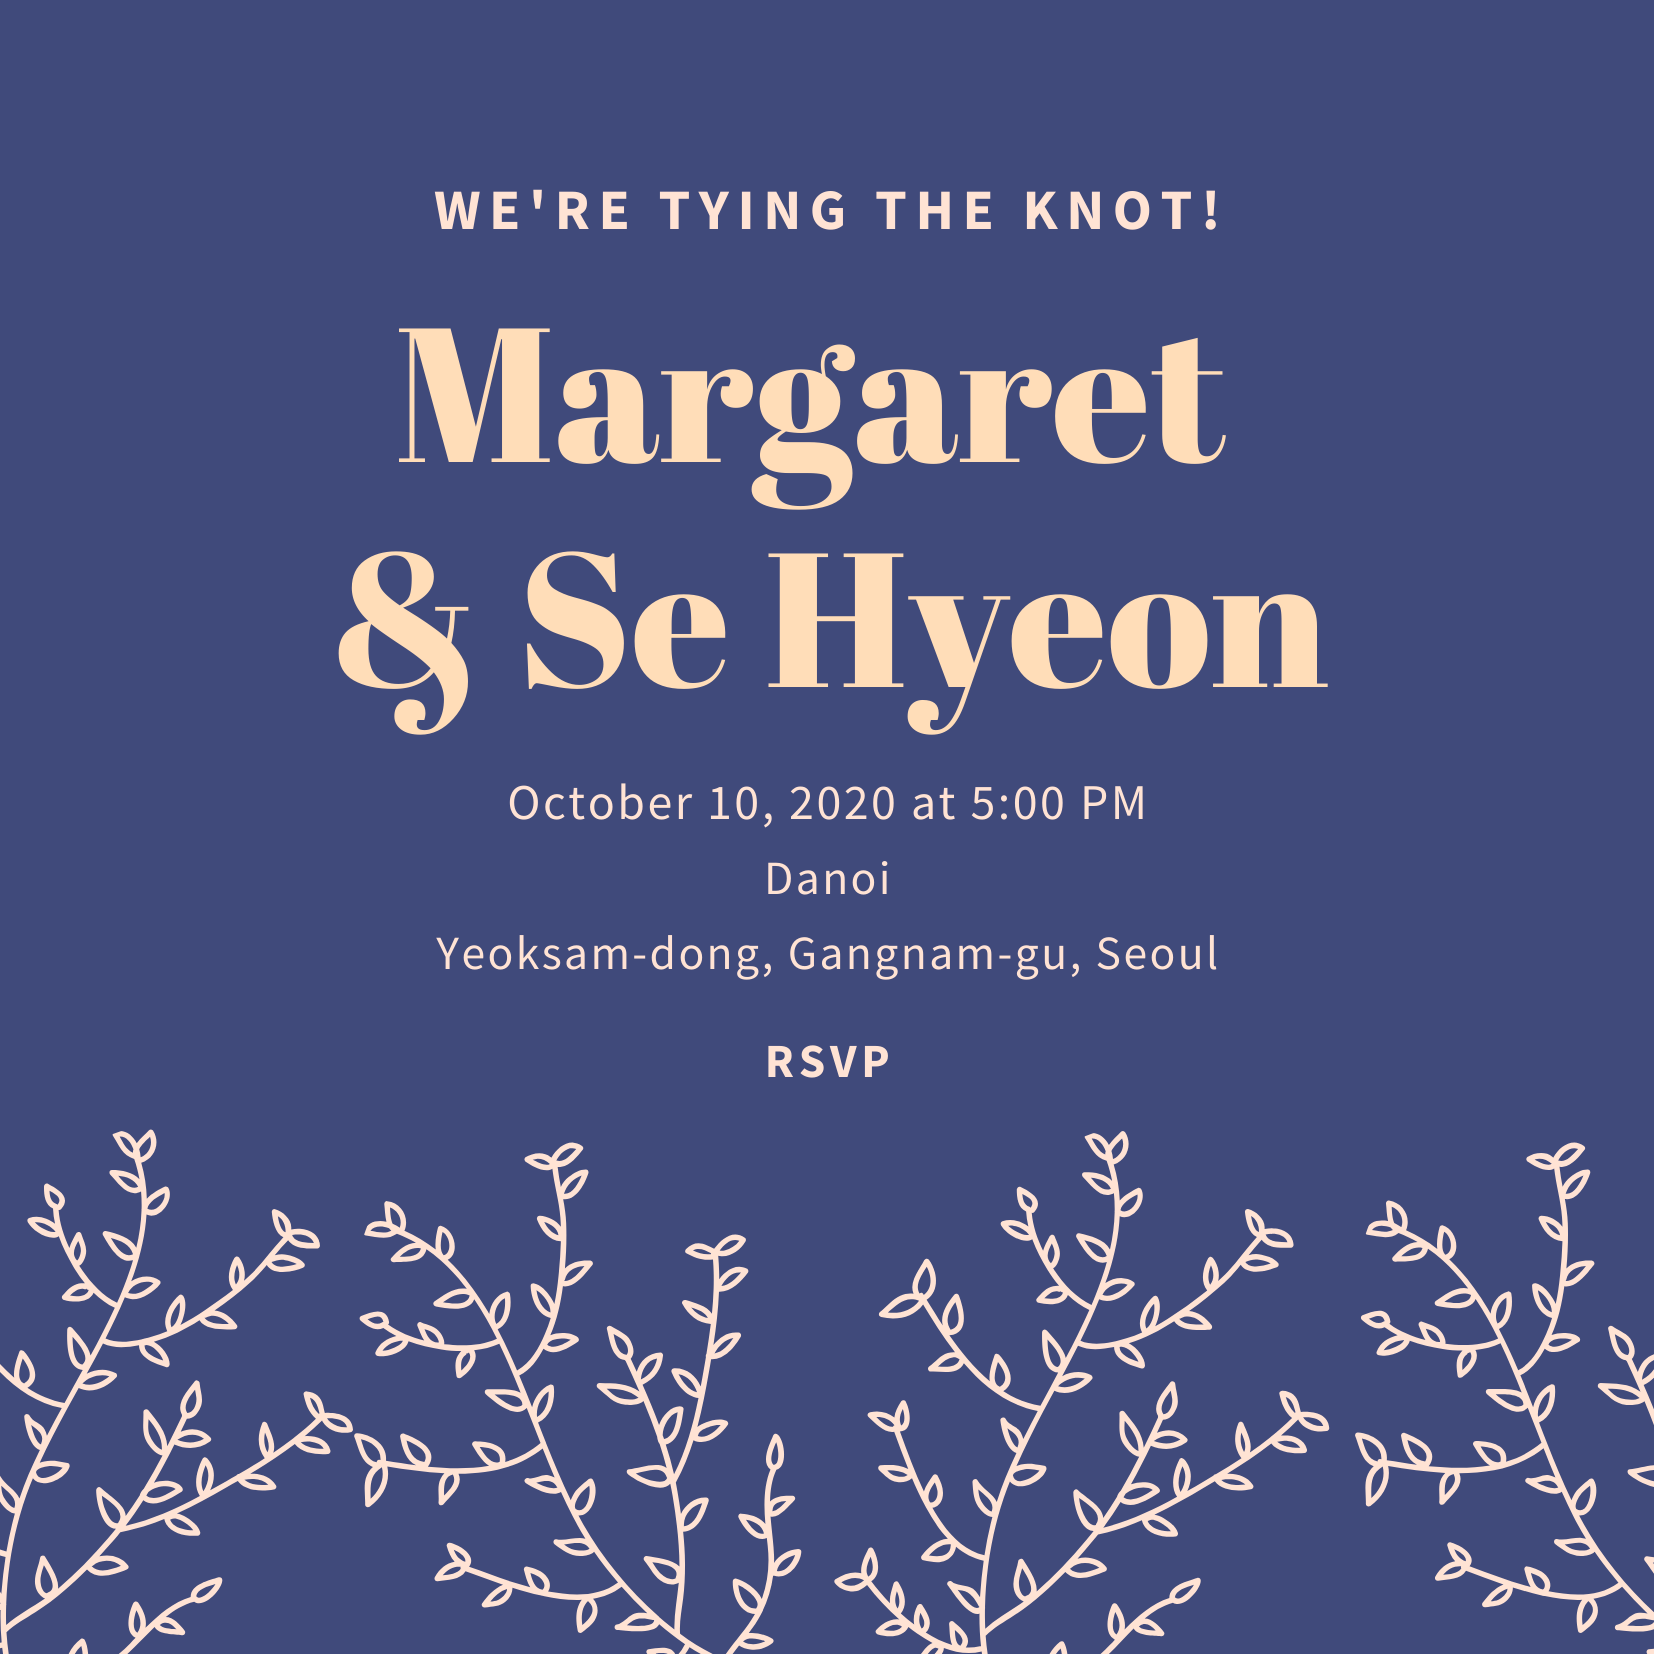 WE'RE TYING THE KNOT!
Margaret
& Se Hyeon
October 10, 2020 at 5:00 PM
Danoi
Yeoksam-dong, Gangnam-gu, Seoul
RSVP